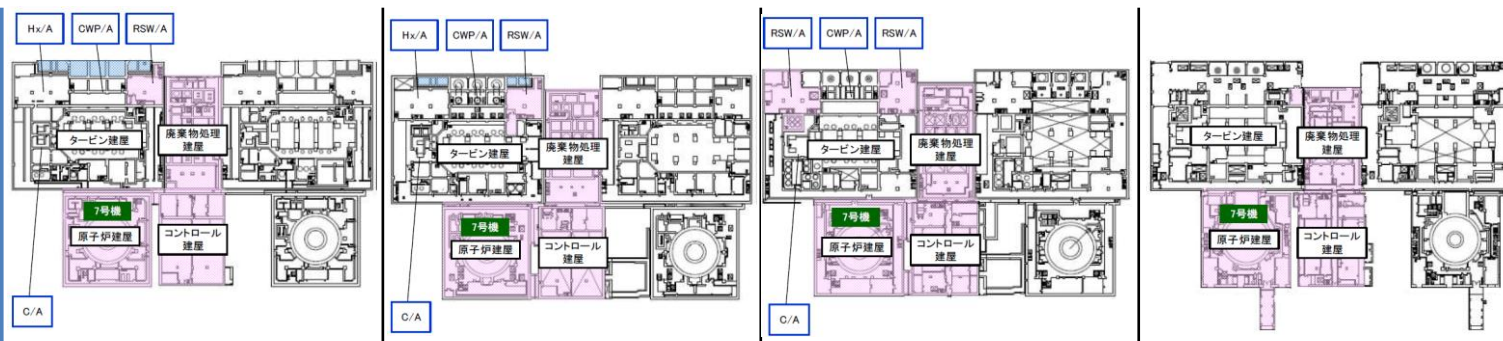 Hx/A
CWP/A
RSW/A
タービン建屋
廃棄物処理
建屋
7号機
原子炉建屋
コントロール
建屋
C/A
Hx/A
CWP/A
RSW/A
タービン建屋
廃棄物処理
建屋
7号機
原子炉建屋
コントロール
建屋
C/A
RSW/A
CWP/A
RSW/A
タービン建屋
廃棄物処理
建屋
7号機
原子炉建屋
コントロール
建屋
C/A
タービン建屋
廃棄物処理
建屋
7号機
原子炉建屋
コントロール
建屋